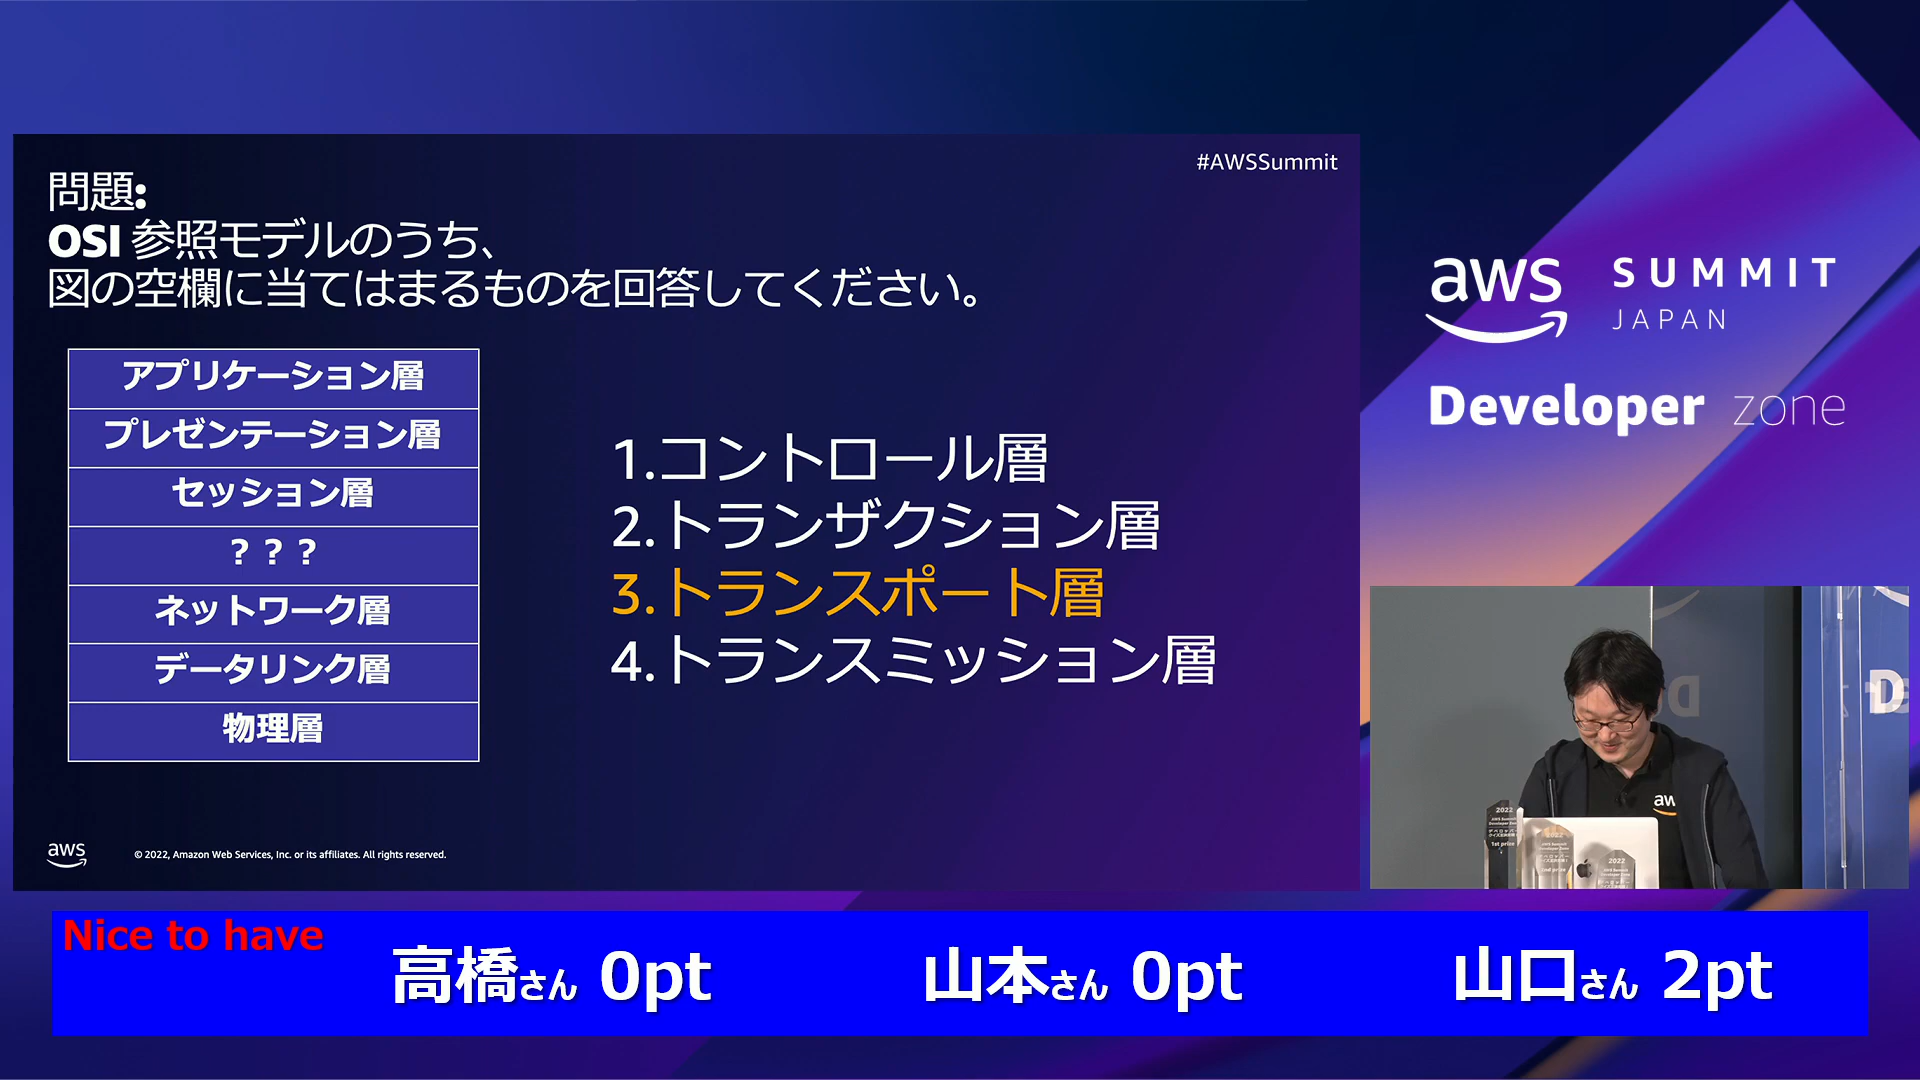 #AWSSummit
問題:
OSI 参照モデルのうち、
図の空欄に当てはまるものを回答してください。
アプリケーション層
プレゼンテーション層
セッション層
？？？
ネットワーク層
データリンク層
物理層
1.コントロール層
2.トランザクション層
3.トランスポート層
4.トランスミッション層
aws
© 2022, Amazon Web Services, Inc. or its affiliates. All rights reserved.
aws SUMMIT
JAPAN
Developer zone
aw
2022
1st prize
2022
Nice to have
高橋さん 0pt
山本さん 0pt
山口さん 2pt